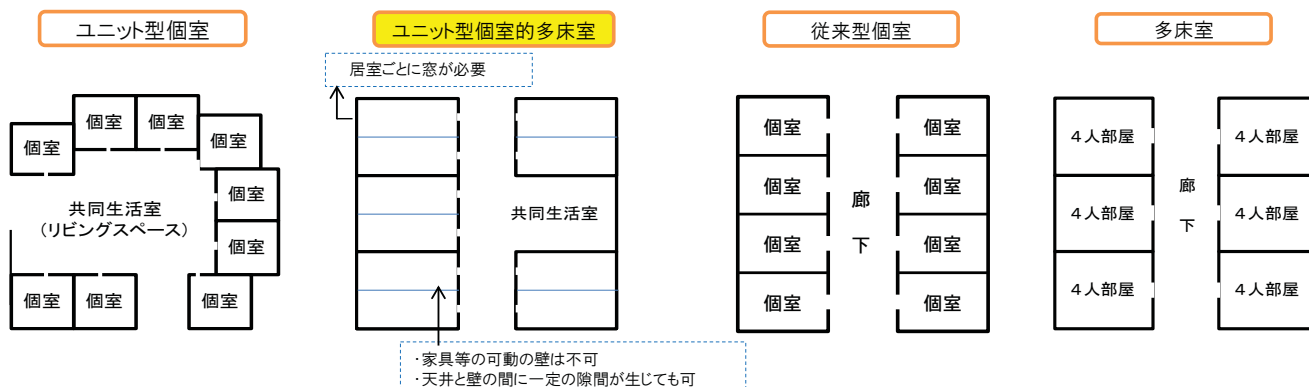 ユニット型個室
ユニット型個室的多床室
従来型個室
多床室
居室ごとに窓が必要
個室
個室
個室
個室
個室
個室
共同生活室
(リビングスペース)
個室
個室
個室
共同生活室
・家具等の可動の壁は不可
・天井と壁の間に一定の隙間が生じても可
個室
個室
個室
個室
廊
下
個室
個室
個室
個室
4人部屋
4人部屋
4人部屋
廊
下
4人部屋
4人部屋
4人部屋